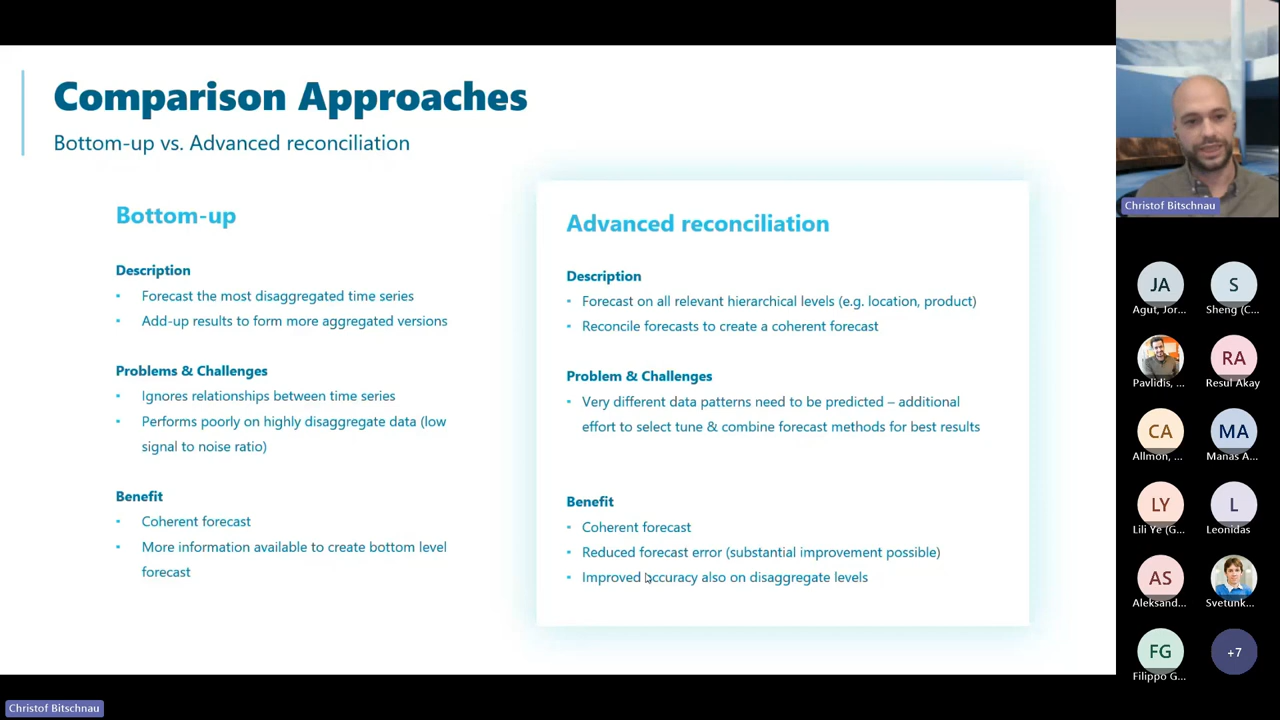 Comparison Approaches
Bottom-up vs. Advanced reconciliation
Bottom-up
Description
Forecast the most disaggregated time series
Add-up results to form more aggregated versions
Problems & Challenges
Ignores relationships between time series
Performs poorly on highly disaggregate data (low
signal to noise ratio)
Benefit
Coherent forecast
More information available to create bottom level
forecast
Advanced reconciliation
Description
Forecast on all relevant hierarchical levels (e.g. location, product)
Reconcile forecasts to create a coherent forecast
Problem & Challenges
Very different data patterns need to be predicted – additional
effort to select tune & combine forecast methods for best results
Benefit
Coherent forecast
Reduced forecast error (substantial improvement possible)
Improved accuracy also on disaggregate levels
Christof Bitschnau
JA
Agut, Jor...
S
Sheng (C...
Pavlidis, ...
RA
Resul Akay
CA
Allmon, ...
MA
Manas A...
LY
Lili Ye (G...
L
Leonidas
AS
Aleksand...
Svetunk...
FG
Filippo G...
+7
Christof Bitschnau